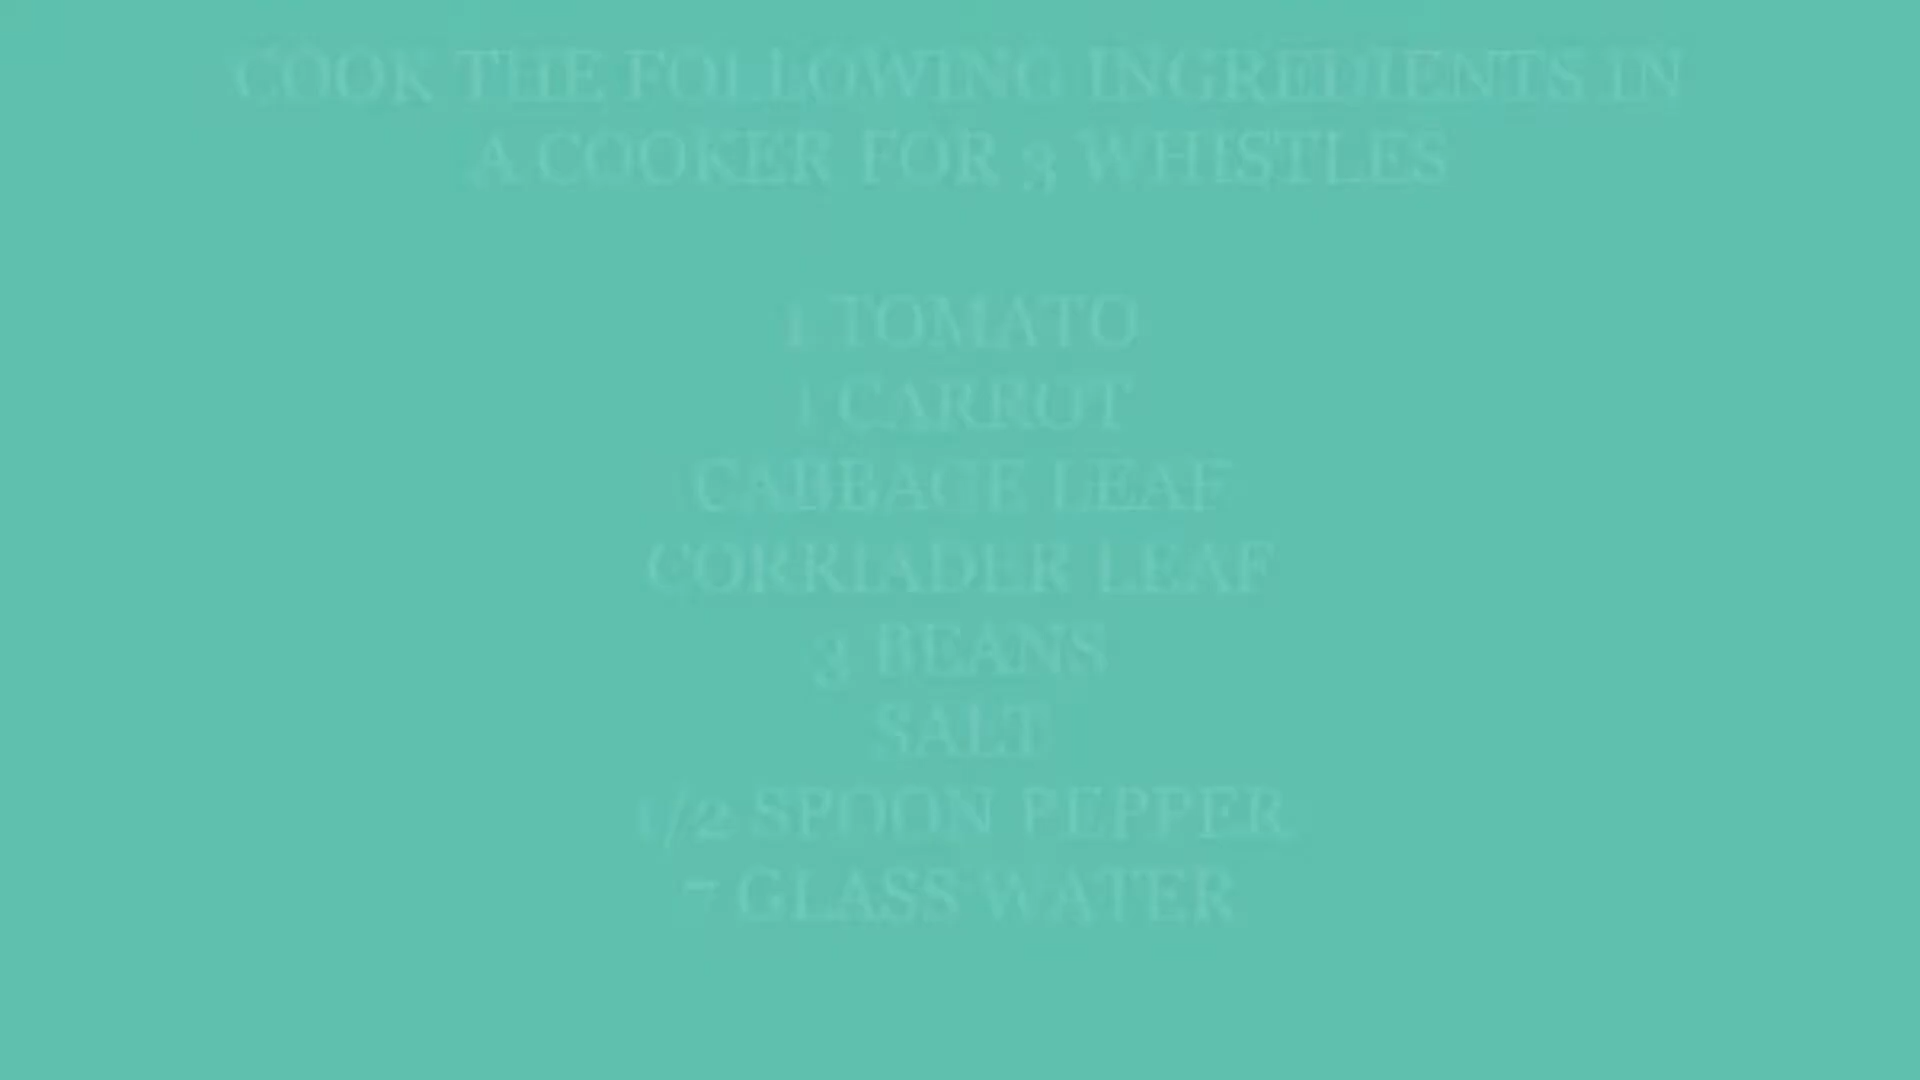 COOK THE FOLLOWING INGREDIENTS IN
A COOKER FOR 3 WHISTLES
1 TOMATO
1 CARROT
CABBAGE LEAF
CORRIADER LEAF
3 BEANS
SALT
1/2 SPOON PEPPER
7 GLASS WATER